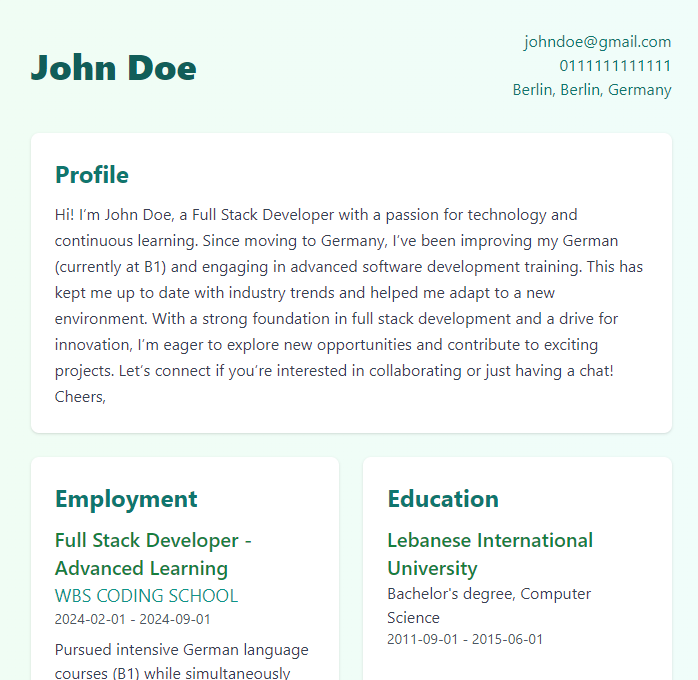 John Doe
johndoe@gmail.com
0111111111111
Berlin, Berlin, Germany
Profile
Hi! I’m John Doe, a Full Stack Developer with a passion for technology and
continuous learning. Since moving to Germany, I’ve been improving my German
(currently at B1) and engaging in advanced software development training. This has
kept me up to date with industry trends and helped me adapt to a new
environment. With a strong foundation in full stack development and a drive for
innovation, I’m eager to explore new opportunities and contribute to exciting
projects. Let’s connect if you’re interested in collaborating or just having a chat!
Cheers,
Employment
Full Stack Developer -
Advanced Learning
WBS CODING SCHOOL
2024-02-01 - 2024-09-01
Pursued intensive German language
courses (B1) while simultaneously
Education
Lebanese International
University
Bachelor's degree, Computer
Science
2011-09-01 - 2015-06-01